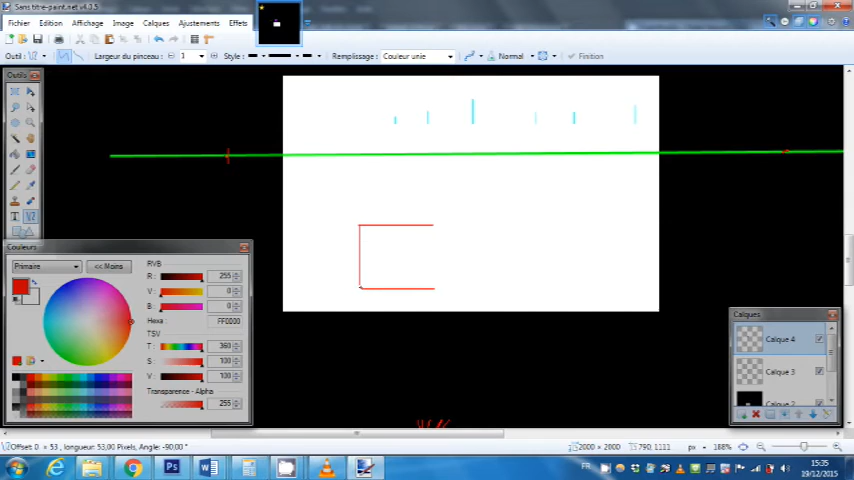 Sans titre-paint.net v4.0.5
Fichier Edition Affichage Image Calques Ajustements Effets
Outil : Largeur du pinceau : 1 Style : Remplissage : Couleur unie Normal Finition
Outils
Couleurs
Primaire << Moins
RVB
R : 255
V : 0
B : 0
Hexa FF0000
TSV
T : 360
S : 100
V : 100
Transparence - Alpha
255
Calques
Calque 4
Calque 3
Calque 2
Offset: 0 × 53, longueur: 53,00 Pixels, Angle: -90,00° 2000 × 2000 790, 1111 px 188%
FR 15:35
19/12/2015